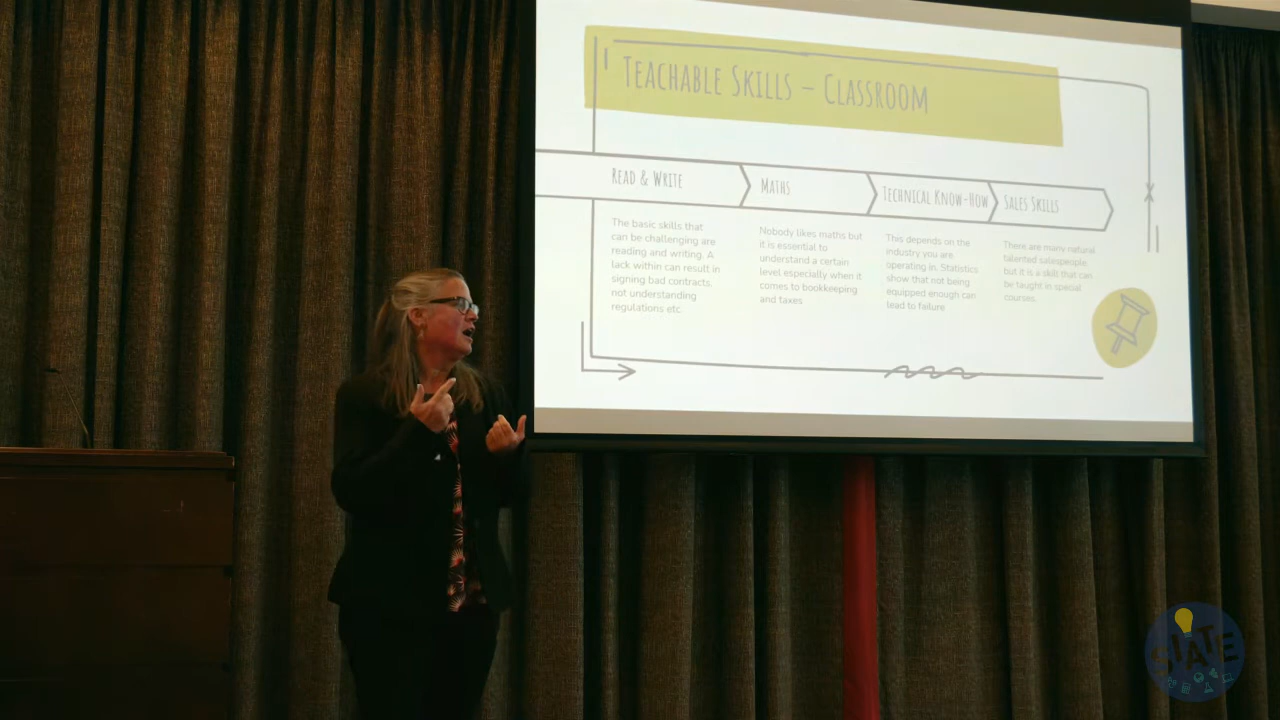 TEACHABLE SKILLS – CLASSROOM
READ & WRITE
The basic skills that
can be challenging are
reading and writing. A
lack within can result in
signing bad contracts,
not understanding
regulations etc.
MATHS
Nobody likes maths but
it is essential to
understand a certain
level especially when it
comes to bookkeeping
and taxes
TECHNICAL KNOW-HOW
This depends on the
industry you are
operating in. Statistics
show that not being
equipped enough can
lead to failure
SALES SKILLS
There are many natural
talented salespeople,
but it is a skill that can
be taught in special
courses.
SIATE